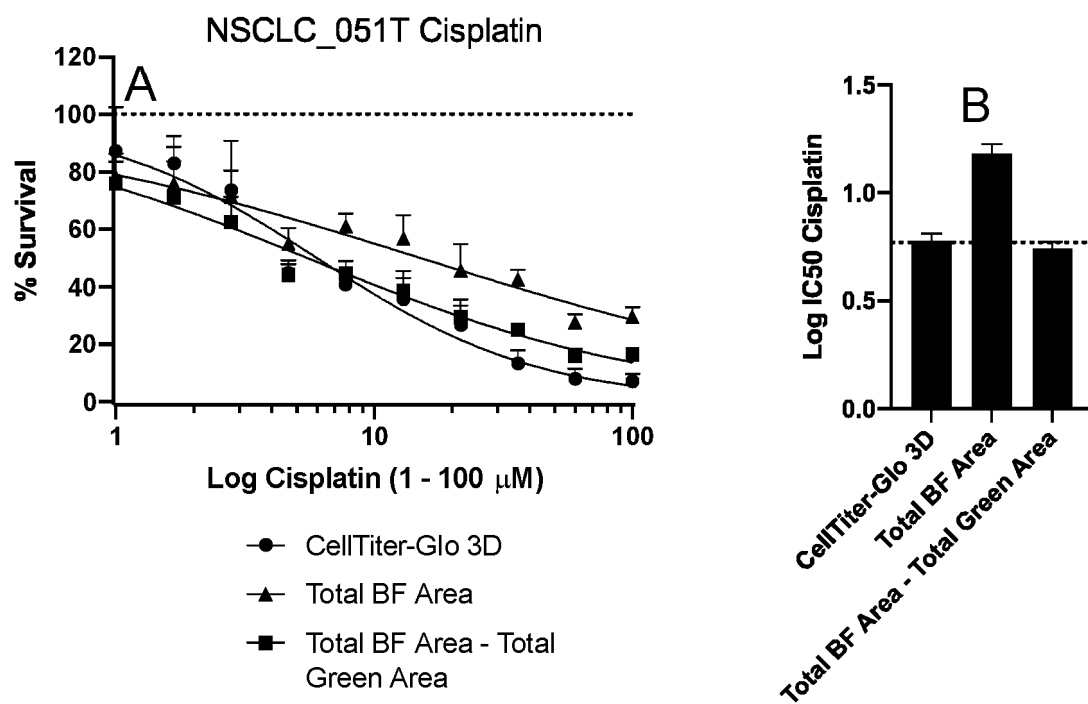 NSCLC_051T Cisplatin
A
120
100
80
60
40
20
0
% Survival
1
10
100
Log Cisplatin (1 - 100 μM)
CellTiter-Glo 3D
Total BF Area
Total BF Area - Total
Green Area
B
1.5
1.0
0.5
0.0
Log IC50 Cisplatin
CellTiter-Glo 3D
Total BF Area
Total BF Area - Total Green Area